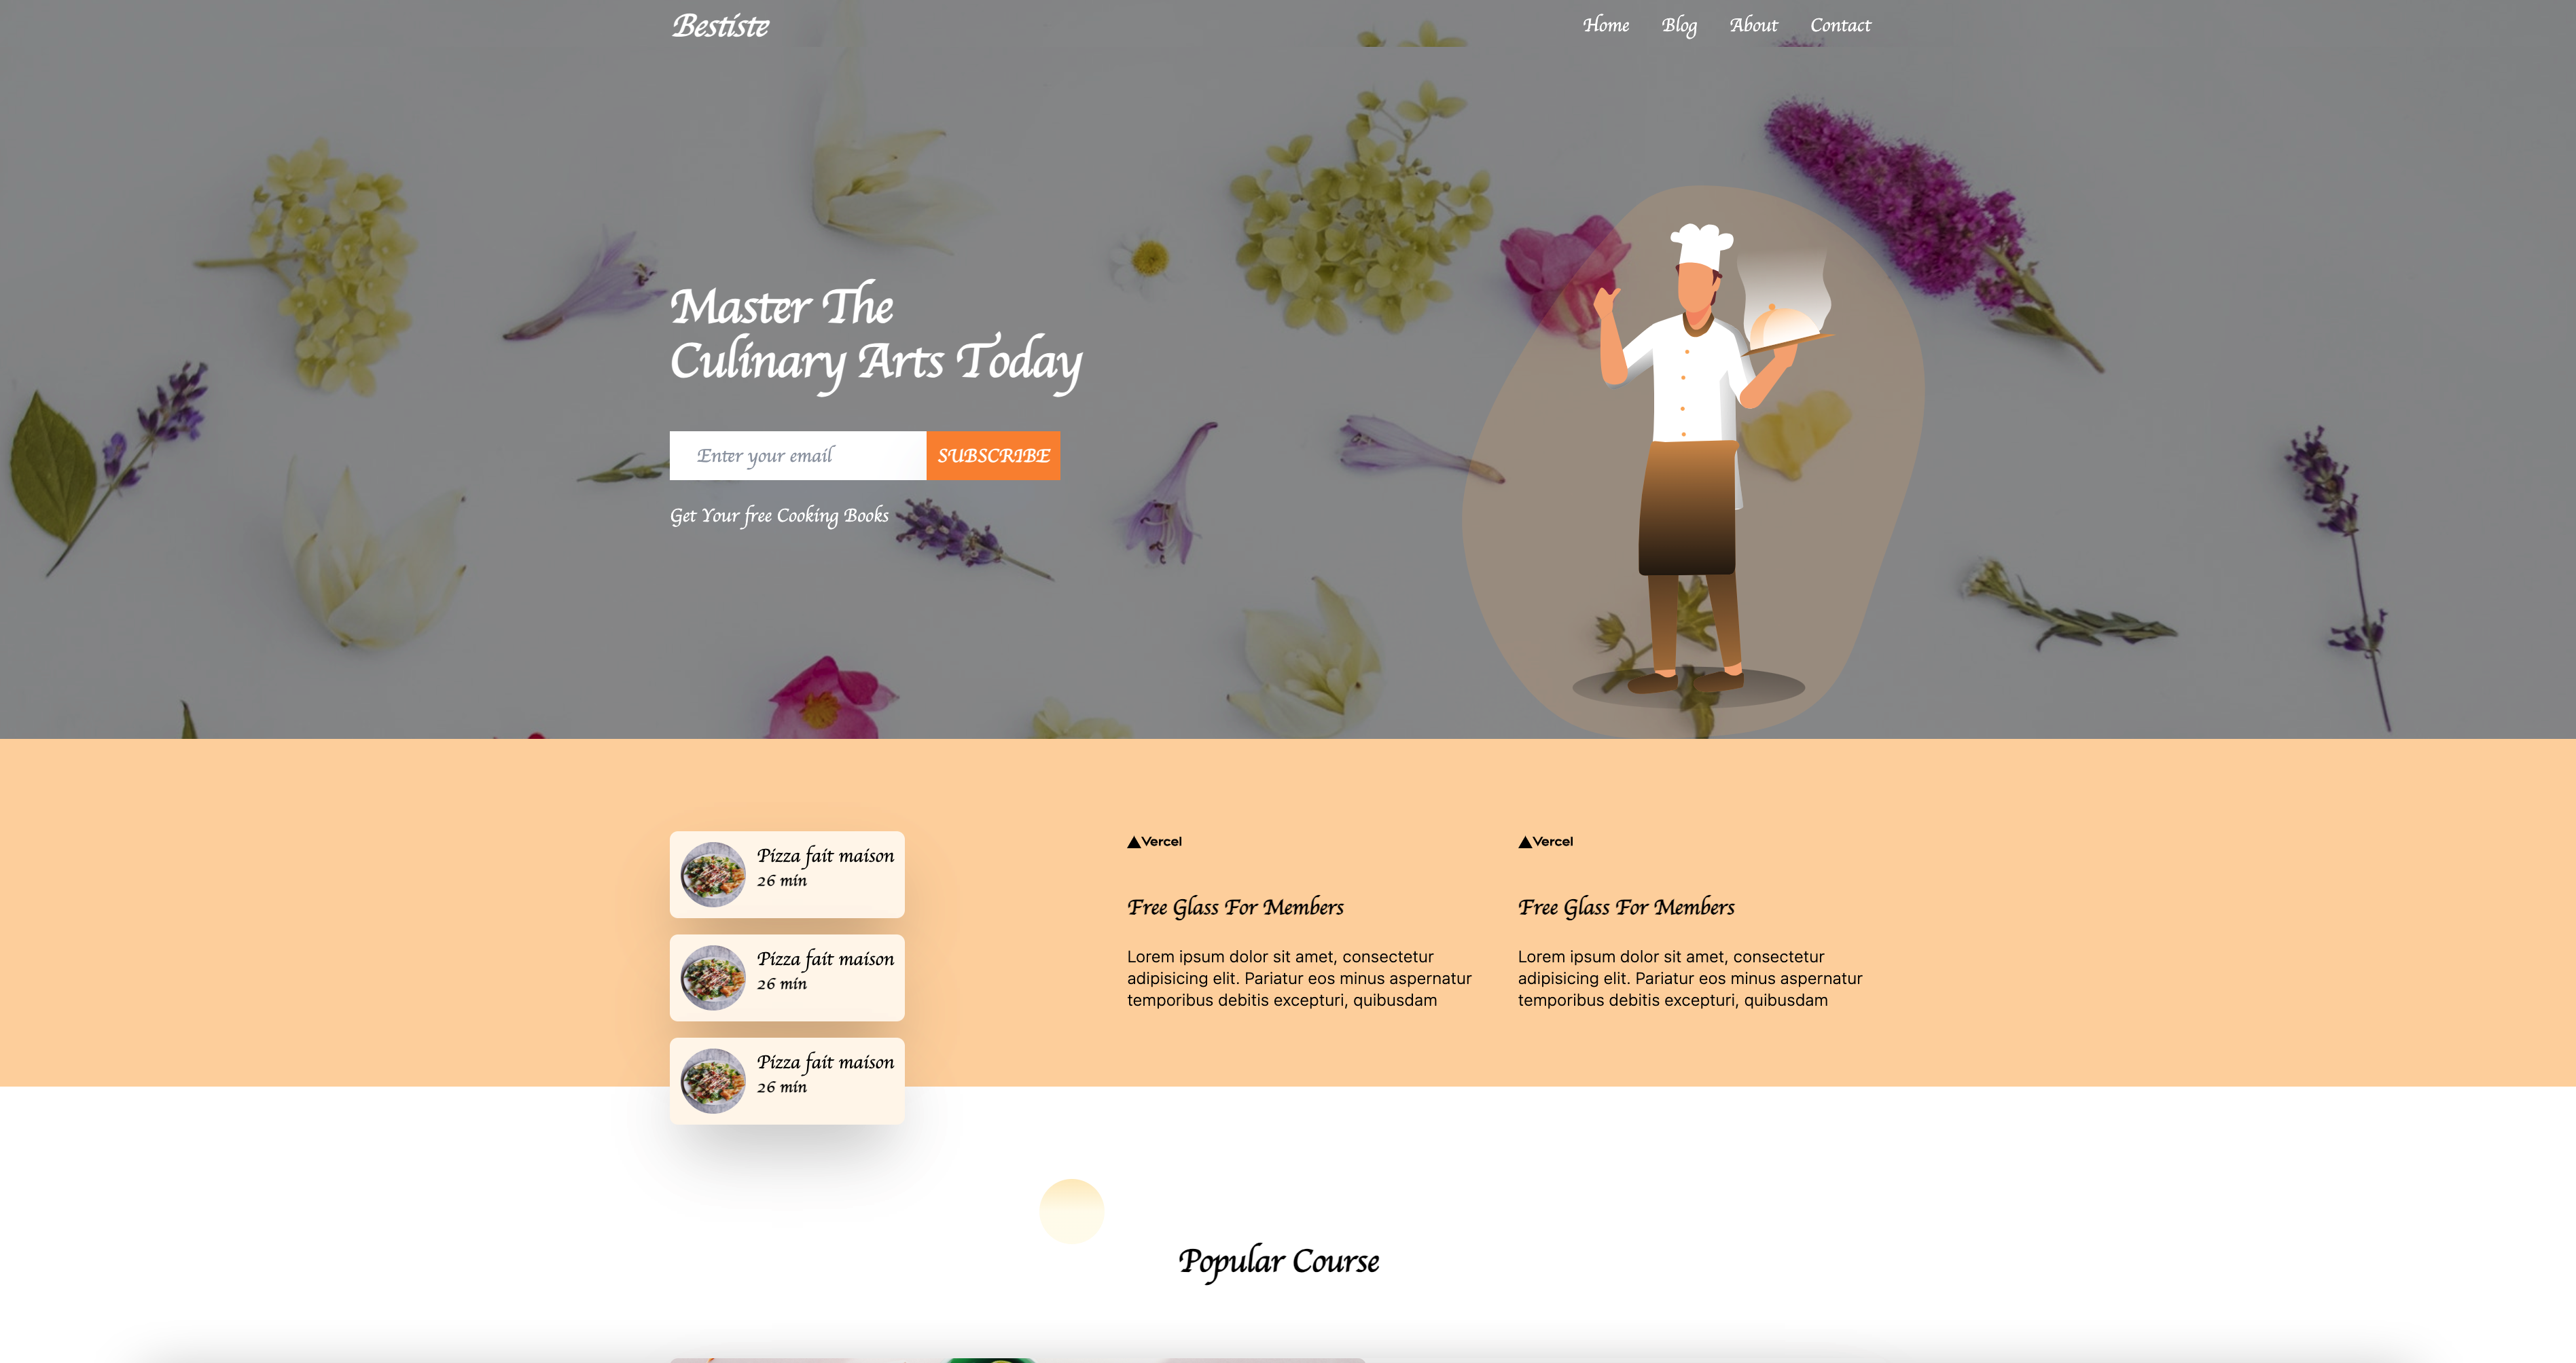 Bestiste
Home Blog About Contact
Master The
Culinary Arts Today
Enter your email SUBSCRIBE
Get Your free Cooking Books
Pizza fait maison
26 min
Pizza fait maison
26 min
Pizza fait maison
26 min
Vercel
Free Glass For Members
Lorem ipsum dolor sit amet, consectetur
adipisicing elit. Pariatur eos minus aspernatur
temporibus debitis excepturi, quibusdam
Vercel
Free Glass For Members
Lorem ipsum dolor sit amet, consectetur
adipisicing elit. Pariatur eos minus aspernatur
temporibus debitis excepturi, quibusdam
Popular Course